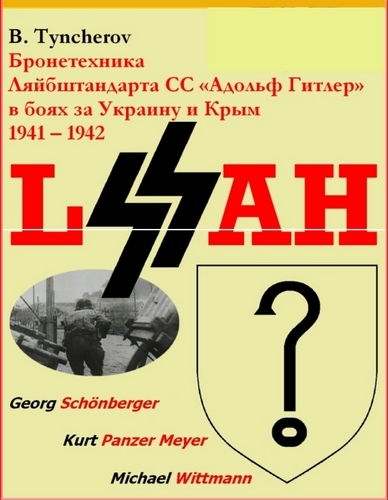 B. Tyncherov
Бронетехника
Ляйбштандарта СС «Адольф Гитлер»
в боях за Украину и Крым
1941 – 1942
LSSAH
?
Georg Schönberger
Kurt Panzer Meyer
Michael Wittmann